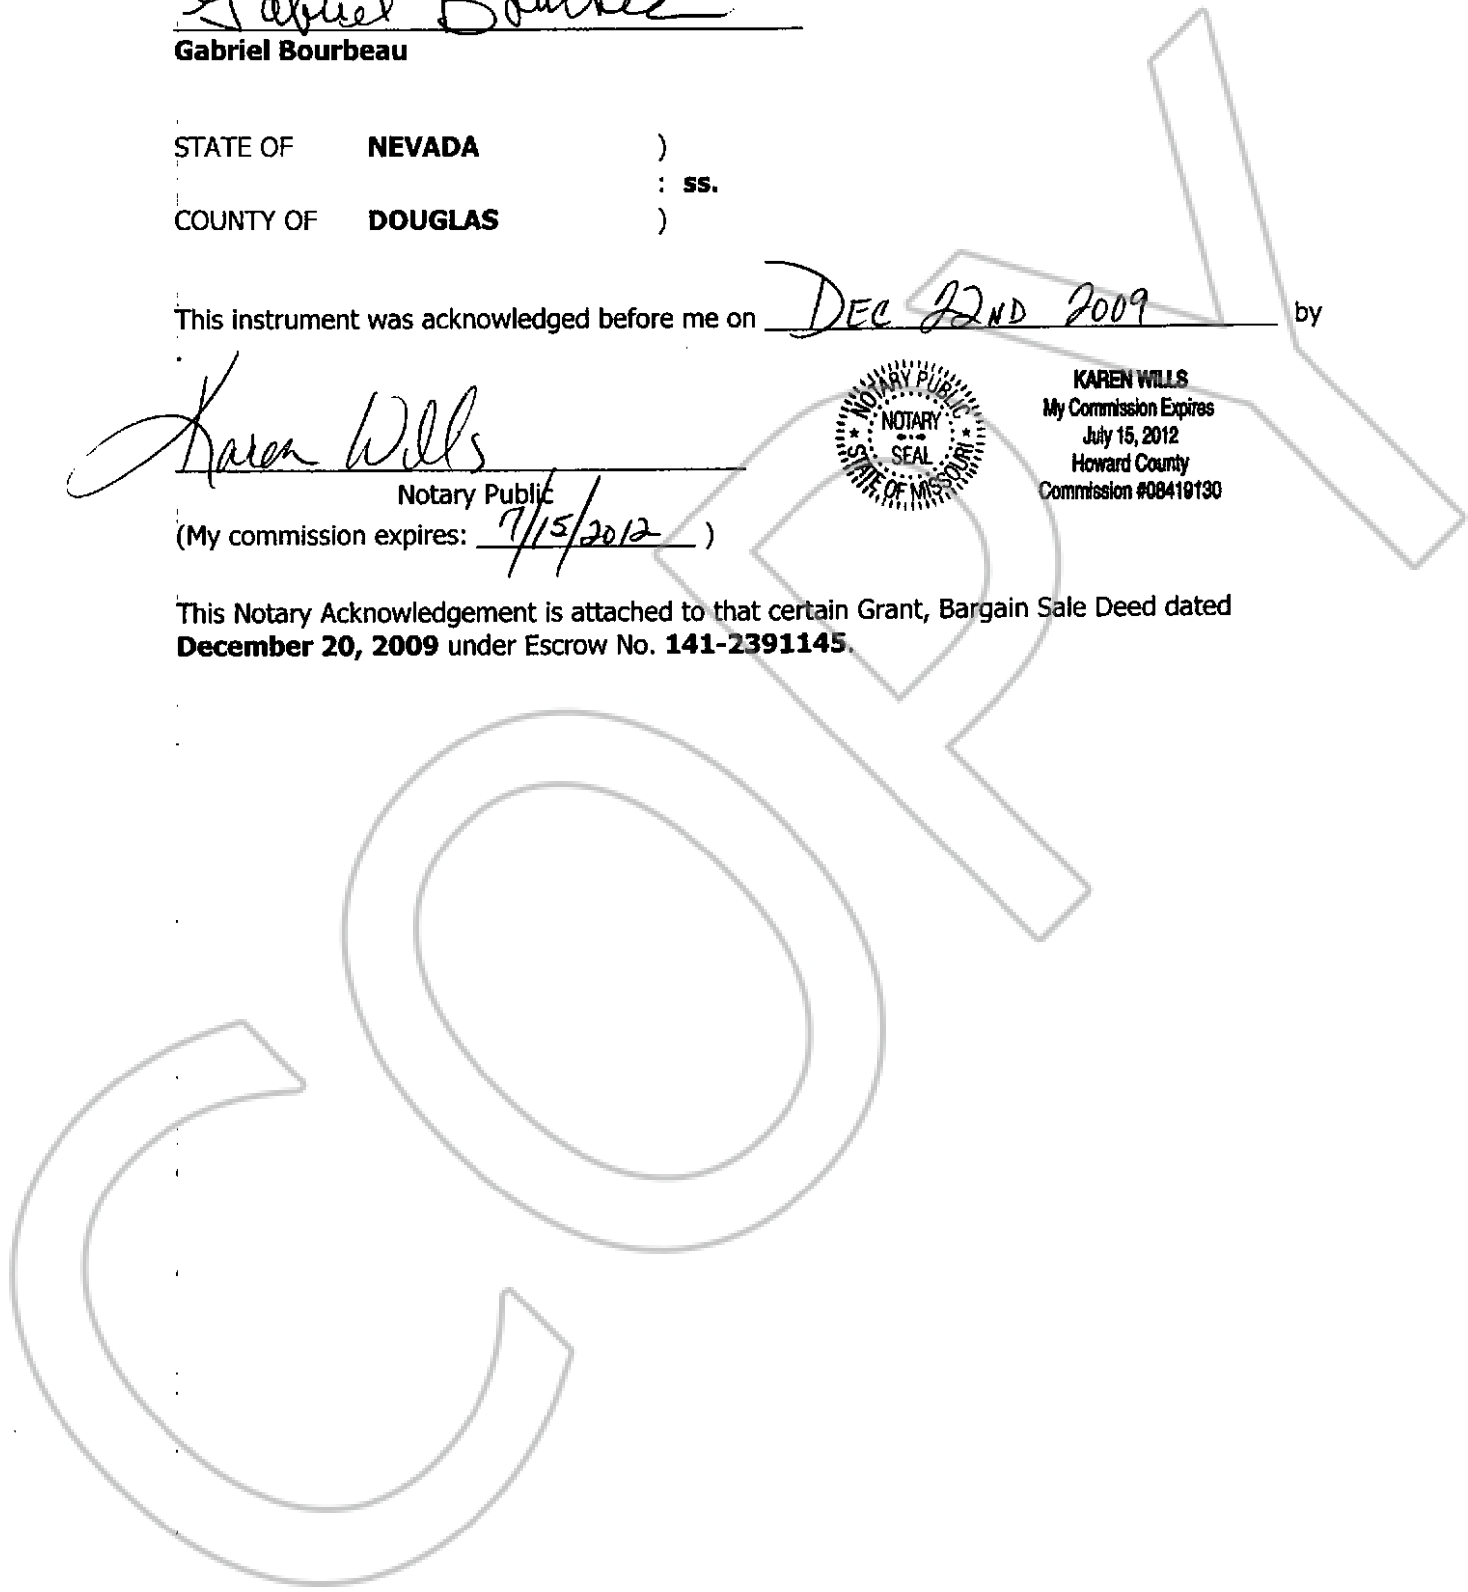 Gabriel Bourbeau
Gabriel Bourbeau
STATE OF NEVADA )
: ss.
COUNTY OF DOUGLAS )
This instrument was acknowledged before me on DEC 22ND 2009 by
.
Karen Wills
Notary Public
(My commission expires: 7/15/2012 )
NOTARY PUBLIC
NOTARY
SEAL
STATE OF MISSOURI
KAREN WILLS
My Commission Expires
July 15, 2012
Howard County
Commission #08419130
This Notary Acknowledgement is attached to that certain Grant, Bargain Sale Deed dated
December 20, 2009 under Escrow No. 141-2391145.
COPY